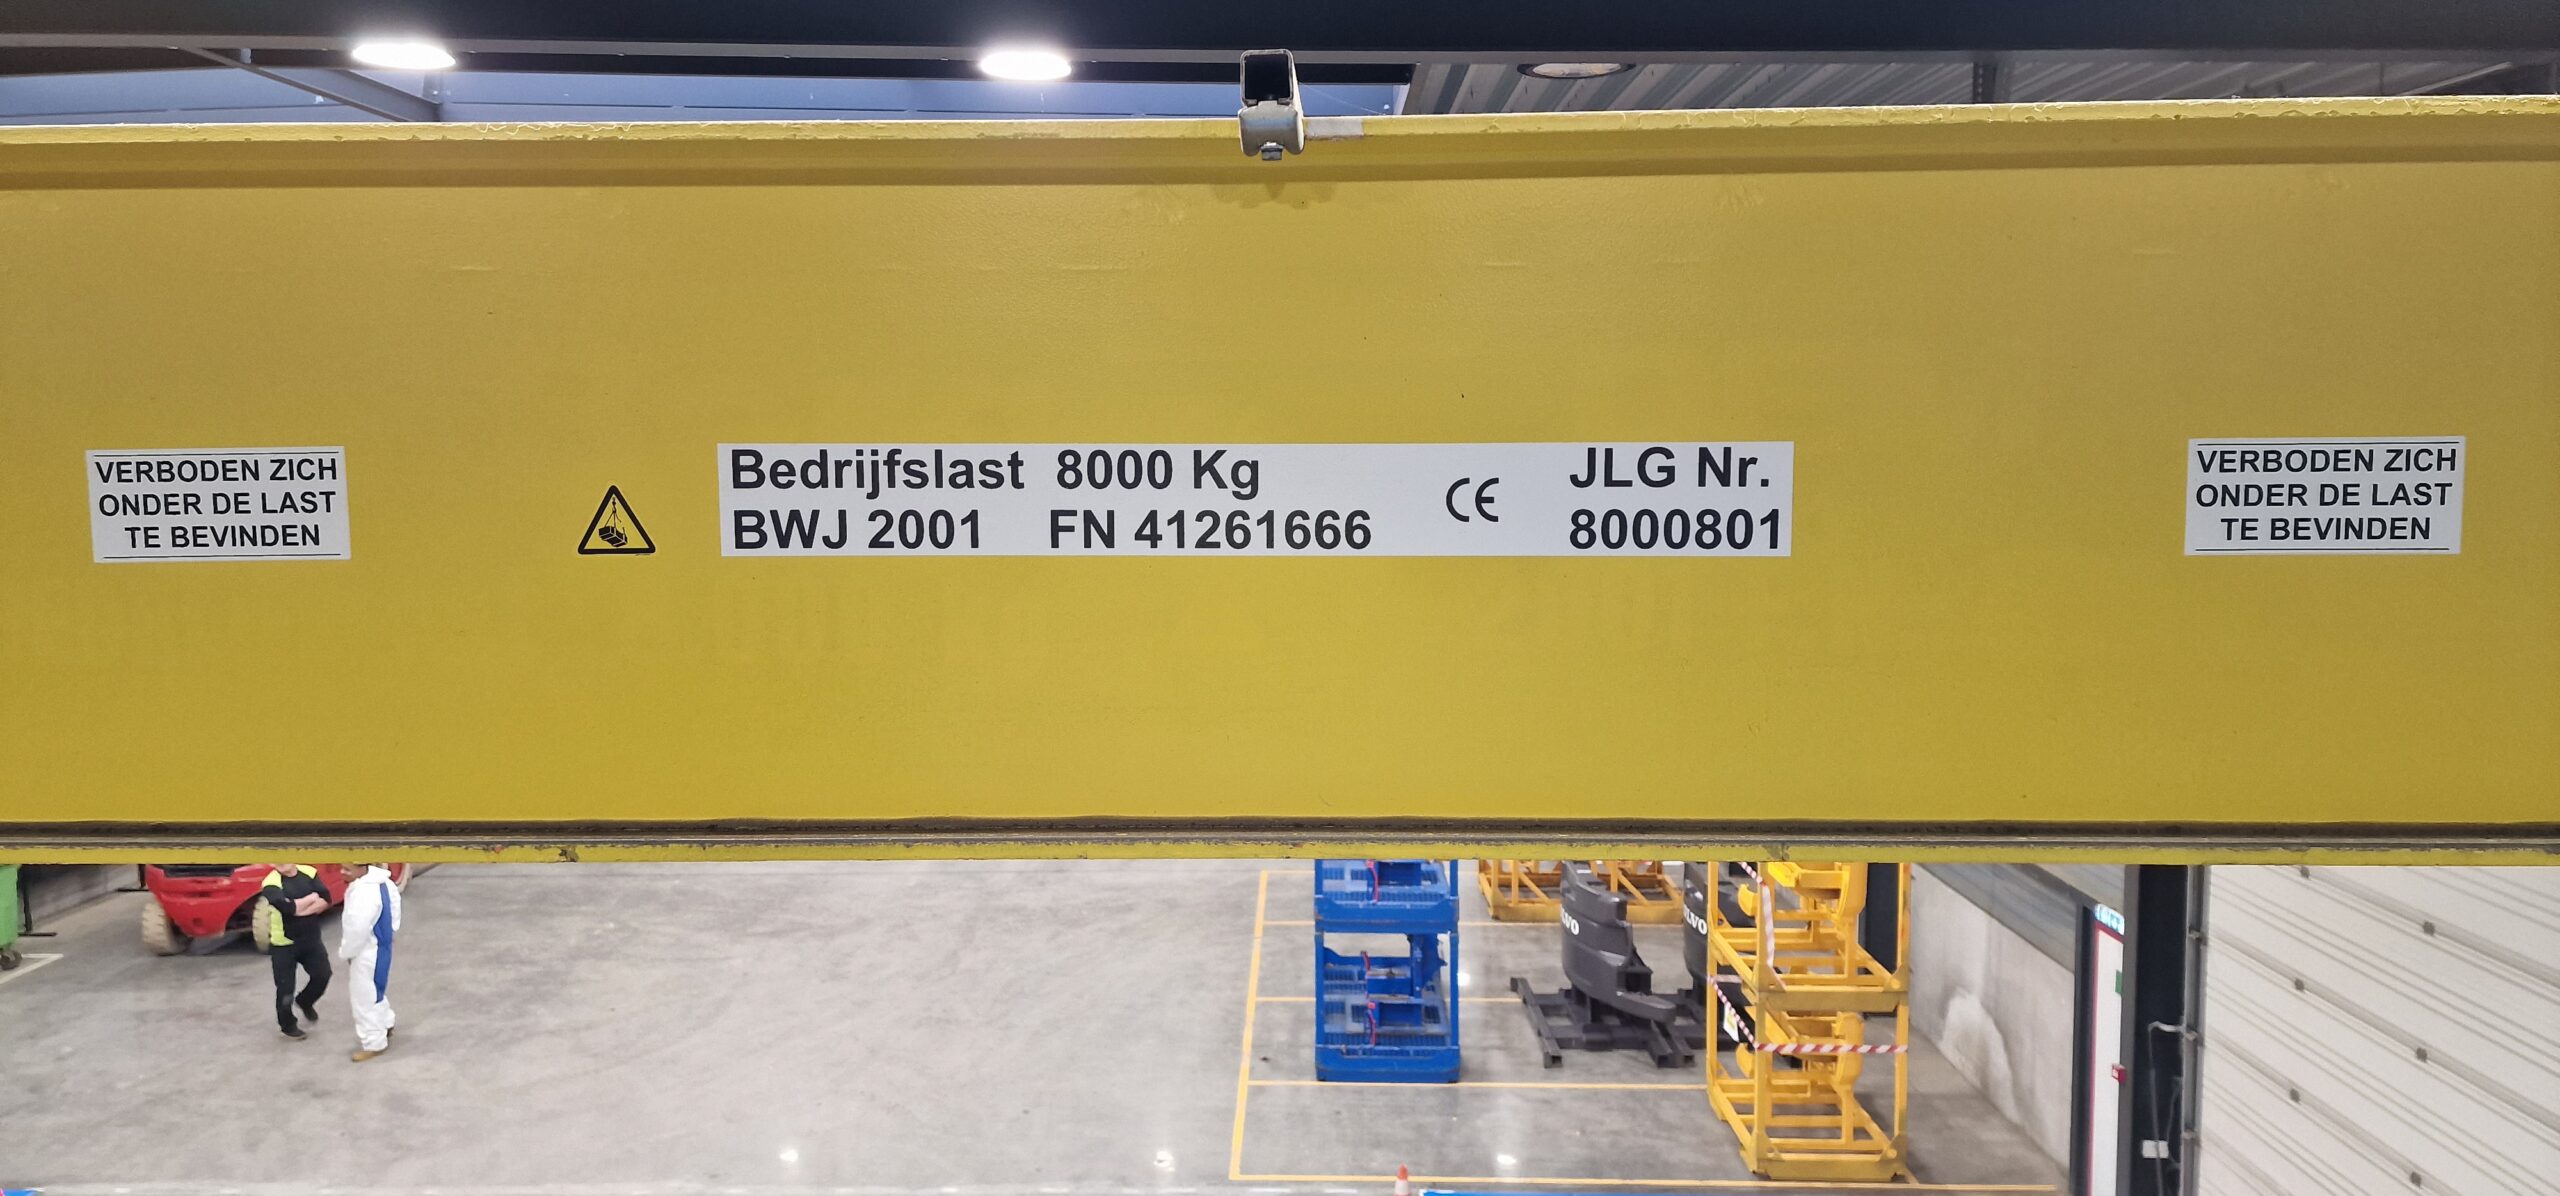 VERBODEN ZICH
ONDER DE LAST
TE BEVINDEN
Bedrijfslast 8000 Kg
BWJ 2001 FN 41261666
CE
JLG Nr.
8000801
VERBODEN ZICH
ONDER DE LAST
TE BEVINDEN